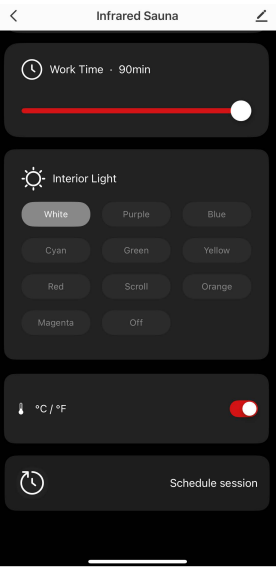 Infrared Sauna
Work Time · 90min
Interior Light
White Purple Blue
Cyan Green Yellow
Red Scroll Orange
Magenta Off
°C / °F
Schedule session